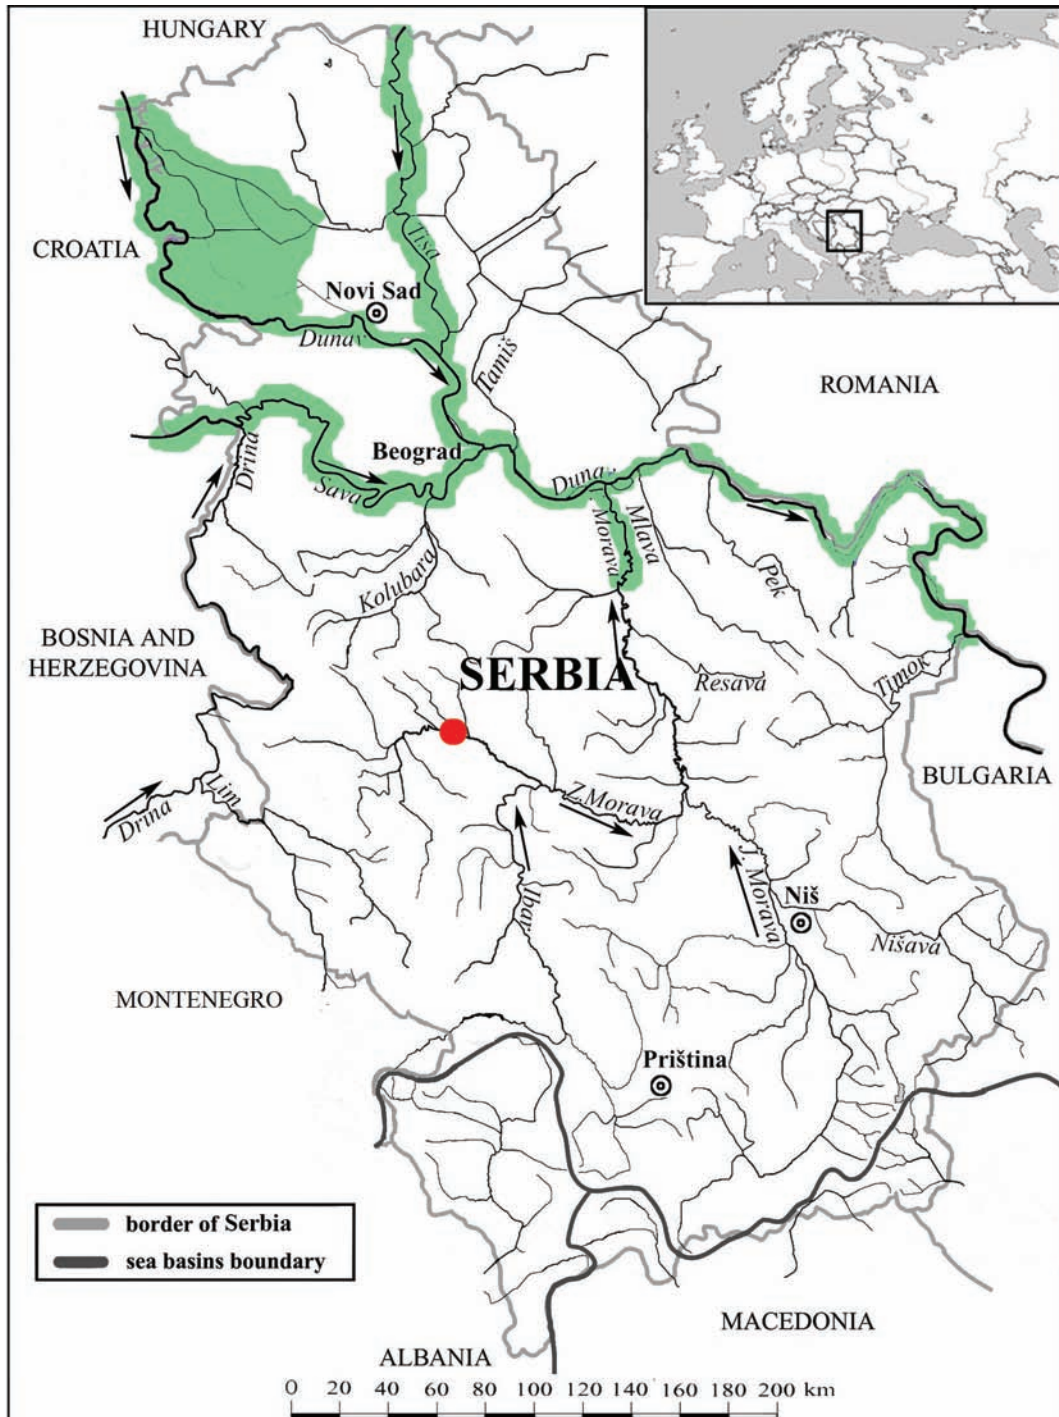 HUNGARY
CROATIA
Tisa
Novi Sad
Dunav
Tamiš
ROMANIA
Beograd
Drina
Sava
Dunav
Morava
Mlava
Pek
Kolubara
BOSNIA AND
HERZEGOVINA
SERBIA
Resava
Timok
BULGARIA
Drina
Lim
Z.Morava
Ibar
J. Morava
Niš
Nišava
MONTENEGRO
Priština
border of Serbia
sea basins boundary
MACEDONIA
ALBANIA
0 20 40 60 80 100 120 140 160 180 200 km